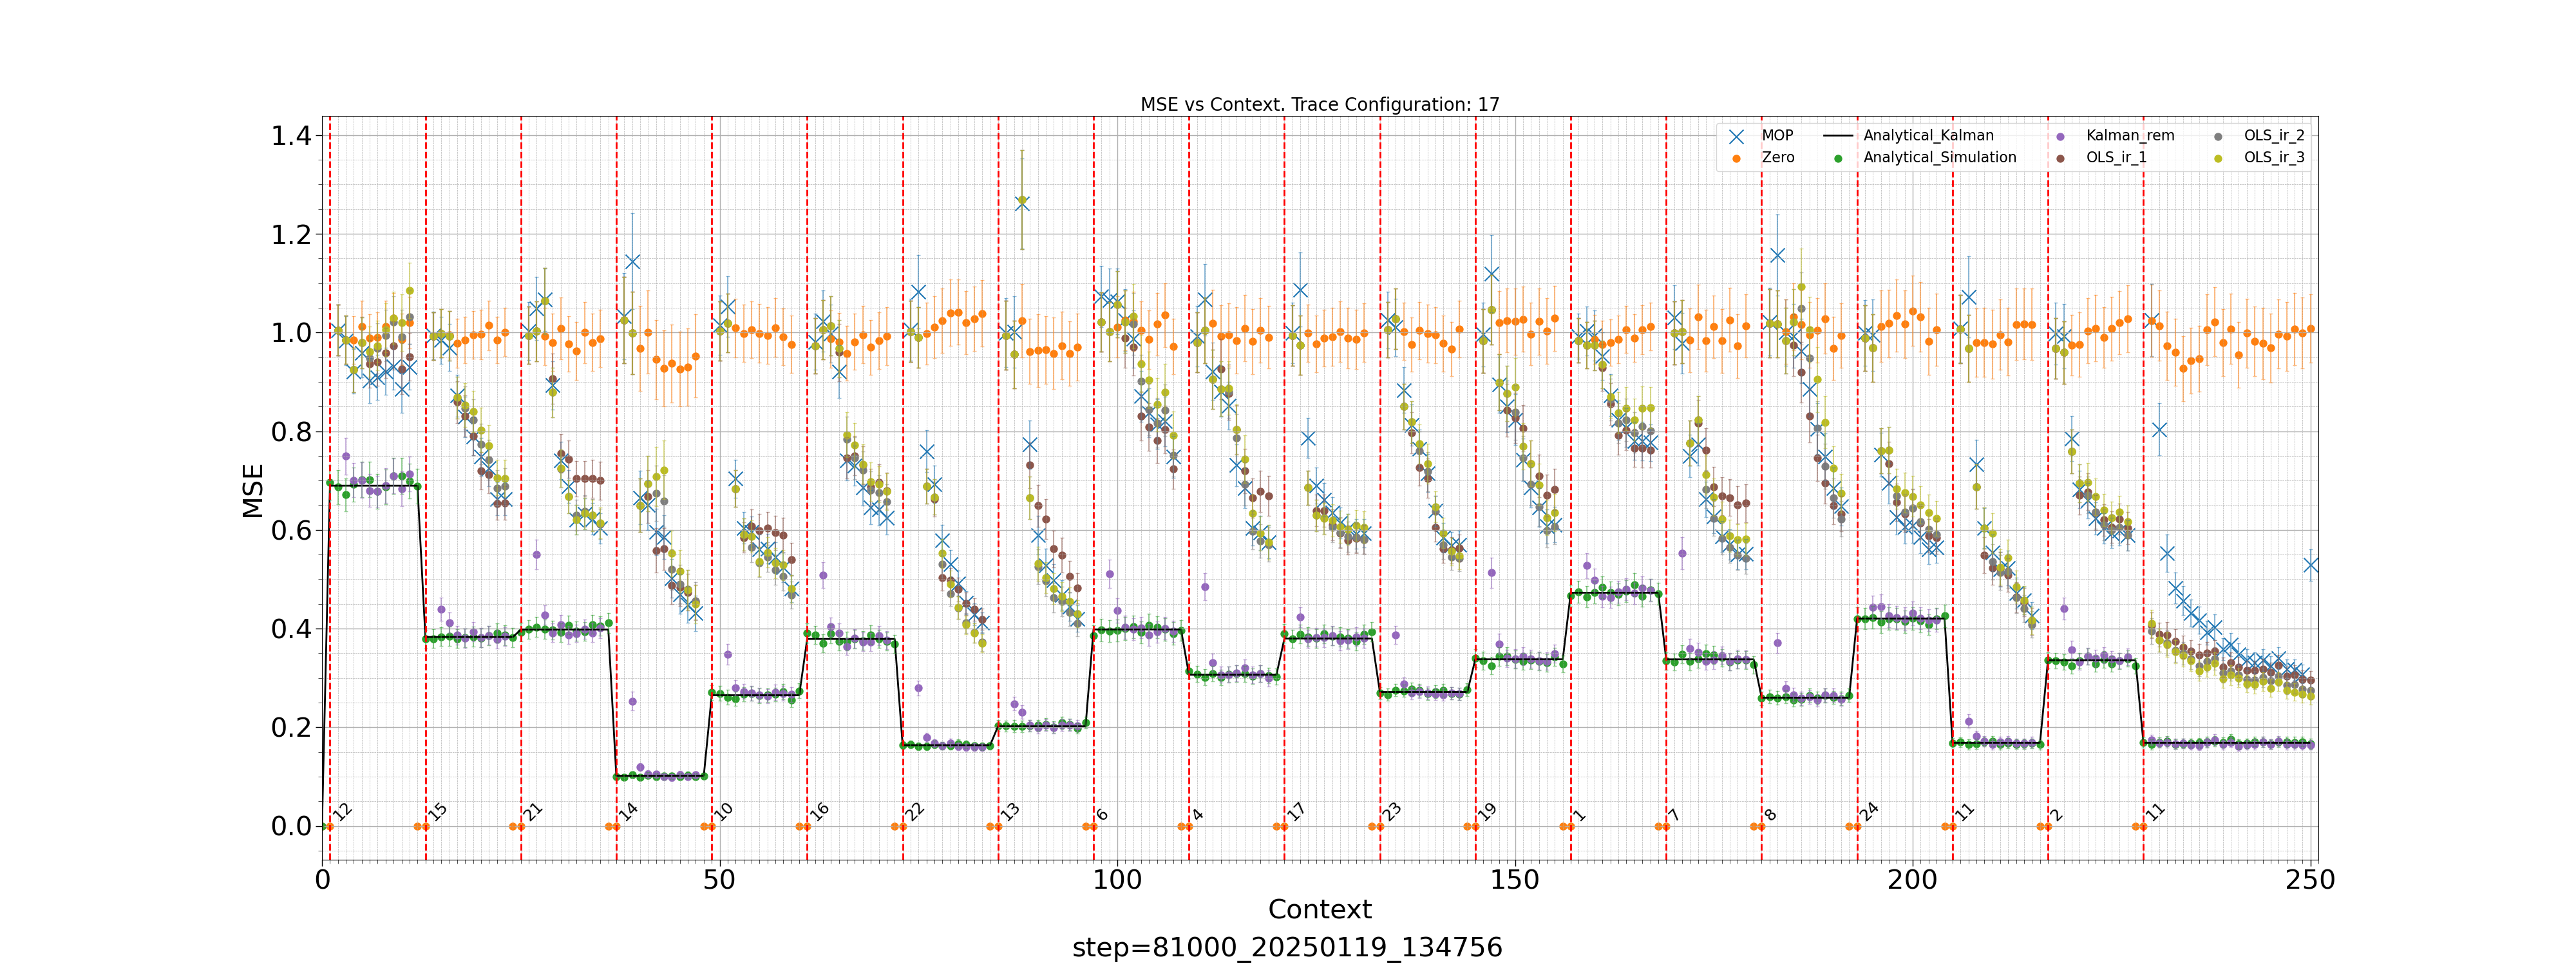 MSE vs Context. Trace Configuration: 17
MOP
Zero
Analytical_Kalman
Analytical_Simulation
Kalman_rem
OLS_ir_1
OLS_ir_2
OLS_ir_3
MSE
1.4
1.2
1.0
0.8
0.6
0.4
0.2
0.0
12 15 21 14 10 16 22 13 6 4 17 23 19 1 7 8 24 11 2 11
0 50 100 150 200 250
Context
step=81000_20250119_134756